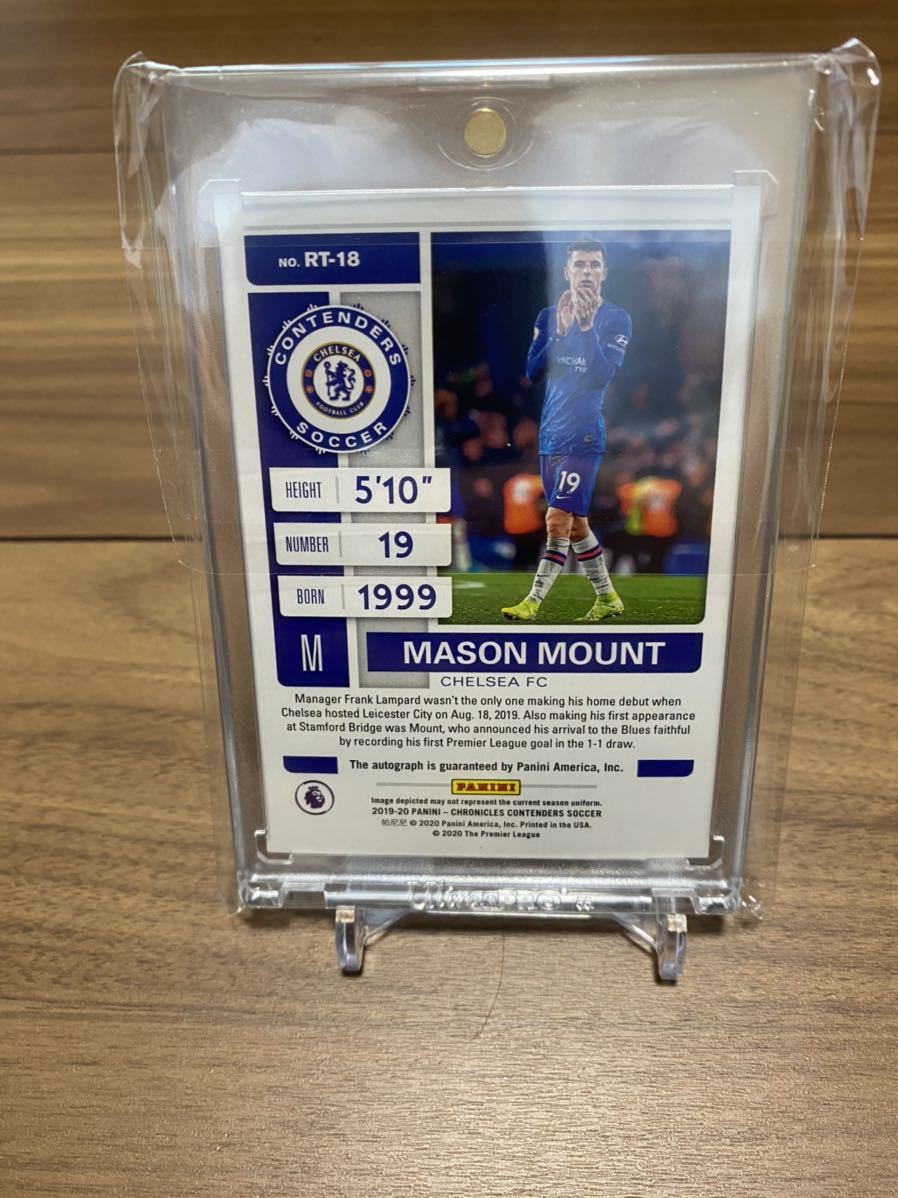 NO. RT-18
CONTENDERS
CHELSEA
FOOTBALL CLUB
SOCCER
HEIGHT 5'10"
NUMBER 19
BORN 1999
M
HYUNDAI
19
MASON MOUNT
CHELSEA FC
Manager Frank Lampard wasn't the only one making his home debut when
Chelsea hosted Leicester City on Aug. 18, 2019. Also making his first appearance
at Stamford Bridge was Mount, who announced his arrival to the Blues faithful
by recording his first Premier League goal in the 1-1 draw.
The autograph is guaranteed by Panini America, Inc.
PANINI
Image depicted may not represent the current season uniform.
2019-20 PANINI – CHRONICLES CONTENDERS SOCCER
帕尼尼 © 2020 Panini America, Inc. Printed in the USA.
© 2020 The Premier League
UltraPRO